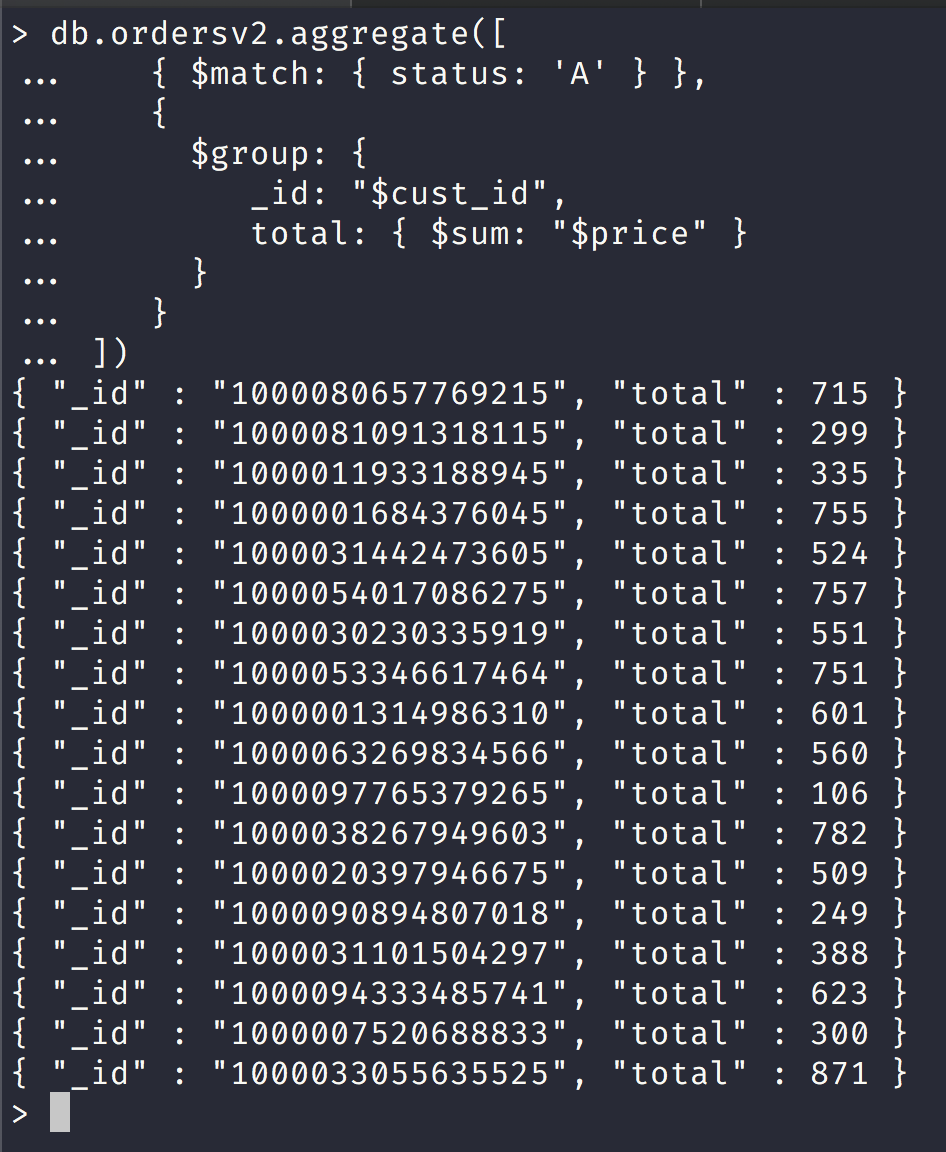 > db.ordersv2.aggregate([
...     { $match: { status: 'A' } },
...     {
...       $group: {
...          _id: "$cust_id",
...          total: { $sum: "$price" }
...       }
...     }
...  ])
{ "_id" : "1000080657769215", "total" : 715 }
{ "_id" : "1000081091318115", "total" : 299 }
{ "_id" : "1000011933188945", "total" : 335 }
{ "_id" : "1000001684376045", "total" : 755 }
{ "_id" : "1000031442473605", "total" : 524 }
{ "_id" : "1000054017086275", "total" : 757 }
{ "_id" : "1000030230335919", "total" : 551 }
{ "_id" : "1000053346617464", "total" : 751 }
{ "_id" : "1000001314986310", "total" : 601 }
{ "_id" : "1000063269834566", "total" : 560 }
{ "_id" : "1000097765379265", "total" : 106 }
{ "_id" : "1000038267949603", "total" : 782 }
{ "_id" : "1000020397946675", "total" : 509 }
{ "_id" : "1000090894807018", "total" : 249 }
{ "_id" : "1000031101504297", "total" : 388 }
{ "_id" : "1000094333485741", "total" : 623 }
{ "_id" : "1000007520688833", "total" : 300 }
{ "_id" : "1000033055635525", "total" : 871 }
>